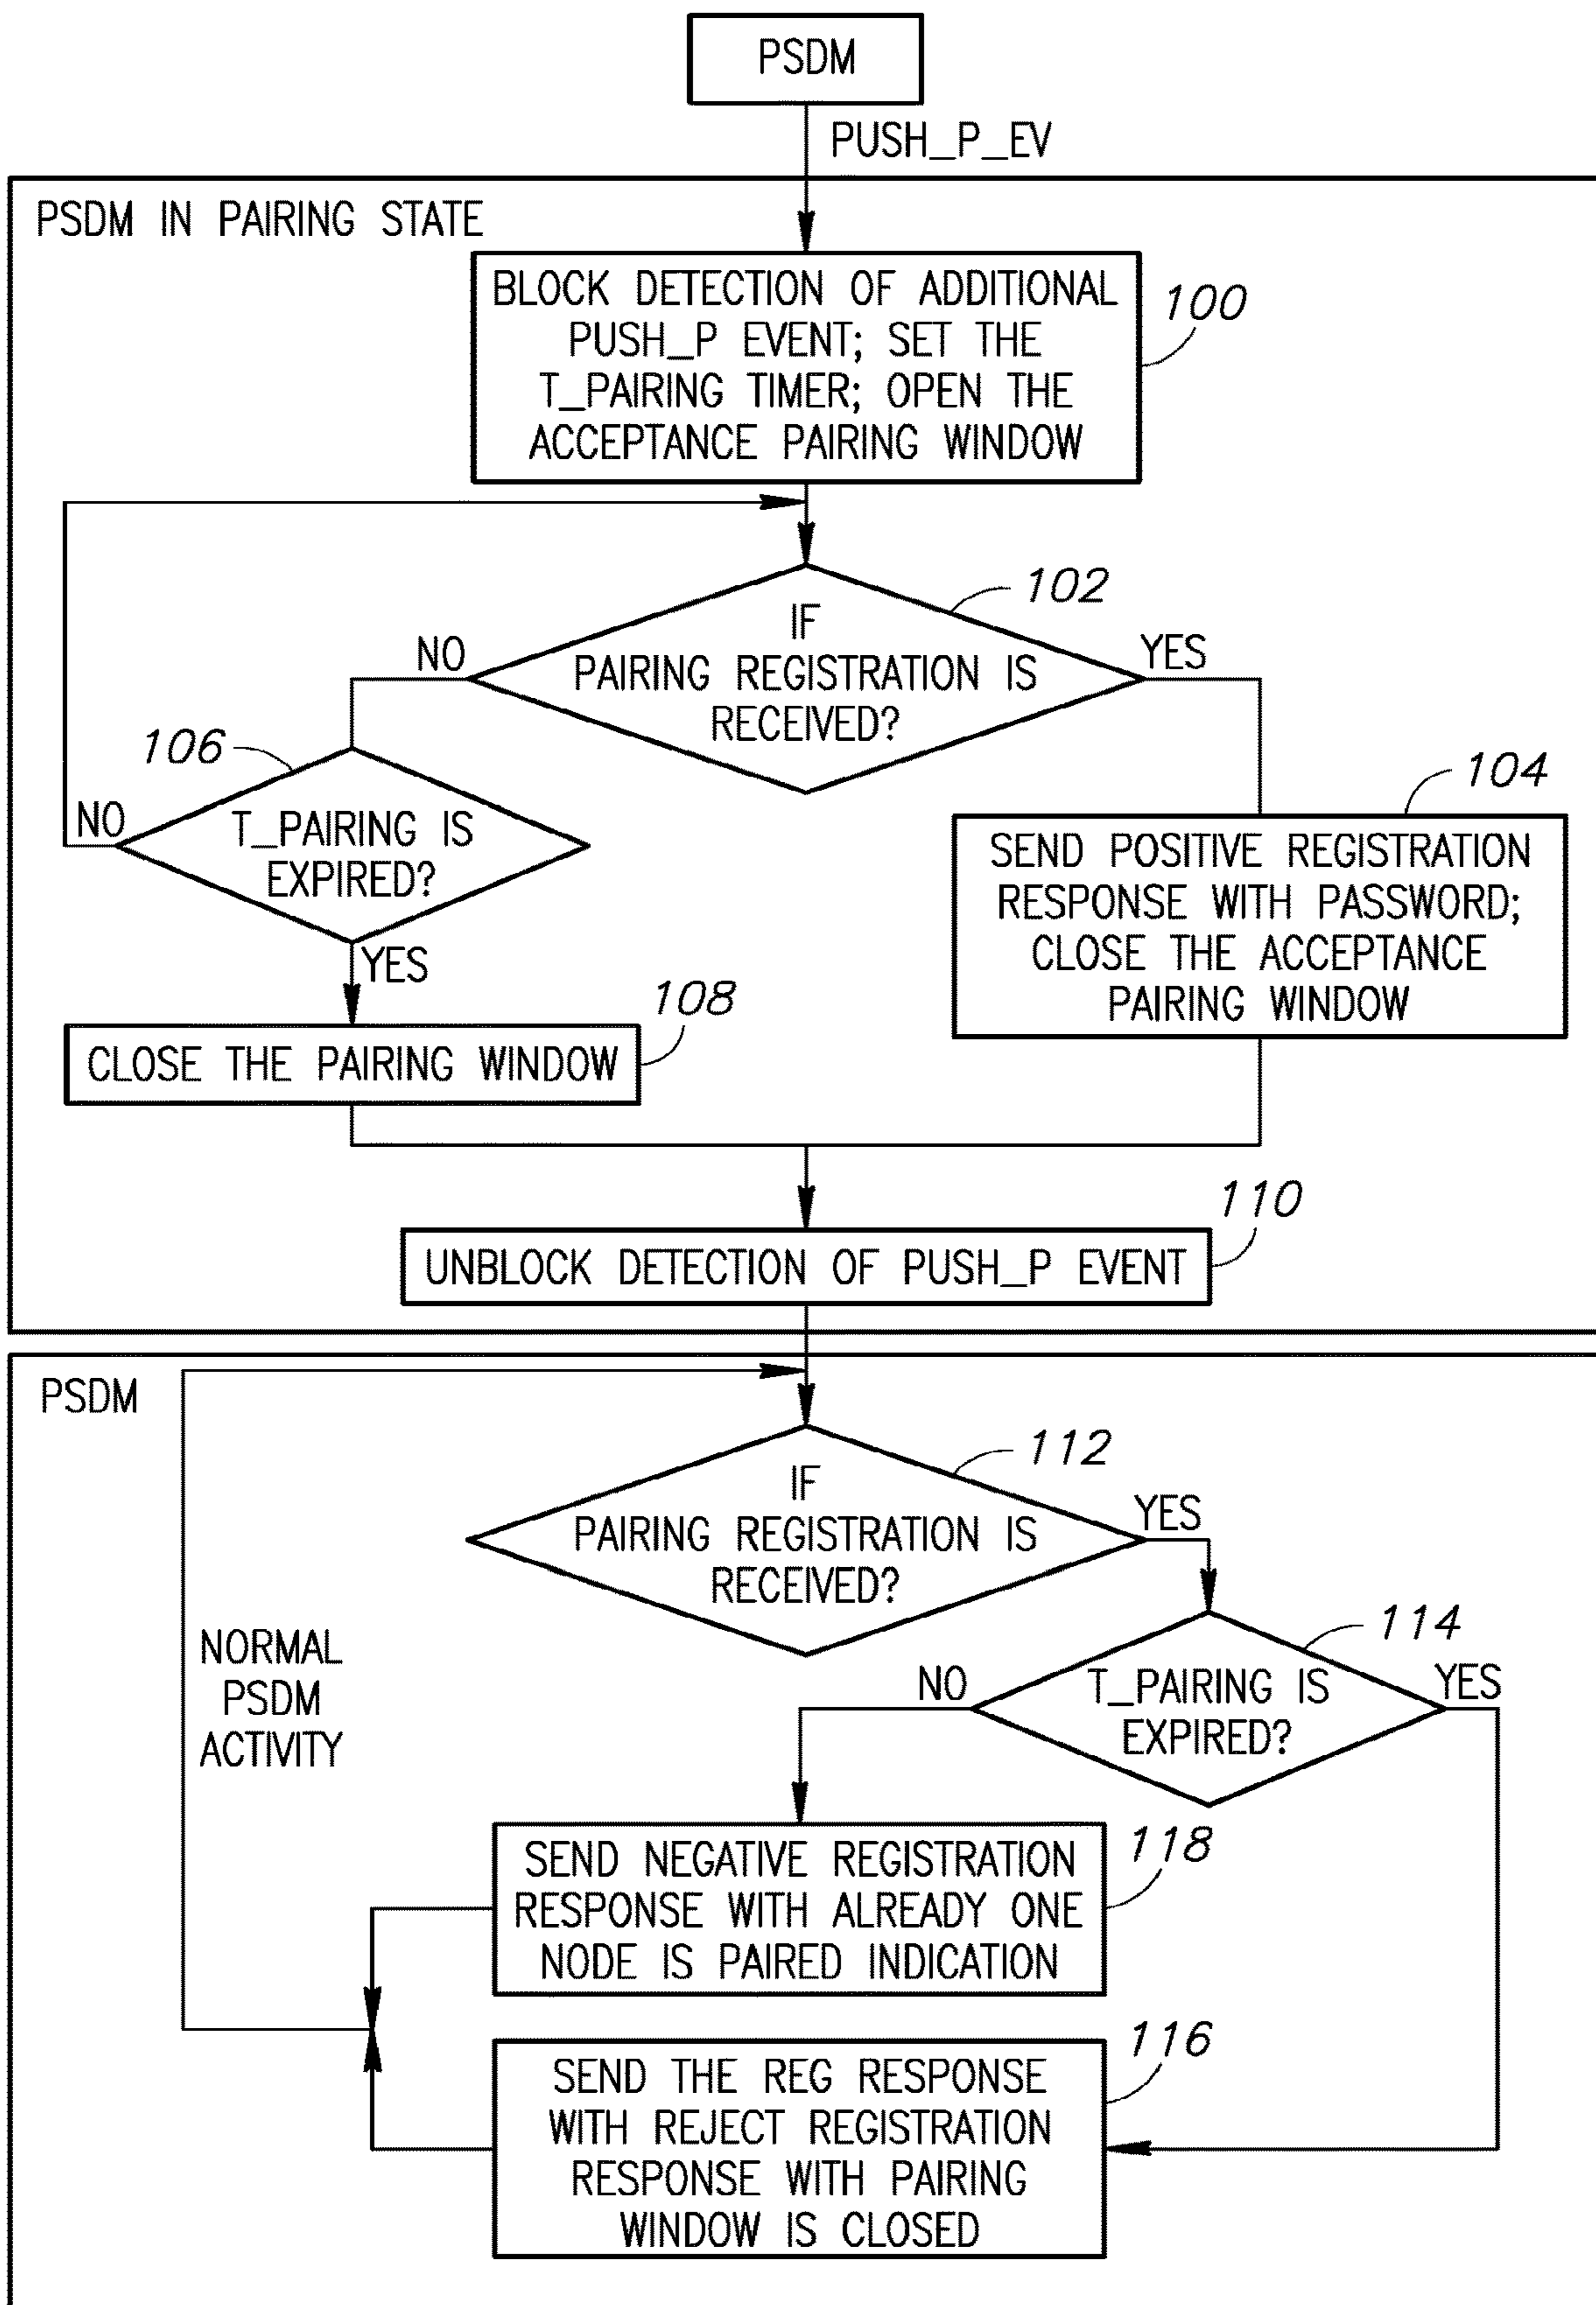 PSDM
PUSH_P_EV
PSDM IN PAIRING STATE
BLOCK DETECTION OF ADDITIONAL
PUSH_P EVENT; SET THE
T_PAIRING TIMER; OPEN THE
ACCEPTANCE PAIRING WINDOW
100
102
IF
PAIRING REGISTRATION IS
RECEIVED?
NO
YES
106
T_PAIRING IS
EXPIRED?
NO
YES
104
SEND POSITIVE REGISTRATION
RESPONSE WITH PASSWORD;
CLOSE THE ACCEPTANCE
PAIRING WINDOW
108
CLOSE THE PAIRING WINDOW
110
UNBLOCK DETECTION OF PUSH_P EVENT
PSDM
112
IF
PAIRING REGISTRATION IS
RECEIVED?
YES
114
T_PAIRING IS
EXPIRED?
NO
YES
NORMAL
PSDM
ACTIVITY
118
SEND NEGATIVE REGISTRATION
RESPONSE WITH ALREADY ONE
NODE IS PAIRED INDICATION
116
SEND THE REG RESPONSE
WITH REJECT REGISTRATION
RESPONSE WITH PAIRING
WINDOW IS CLOSED